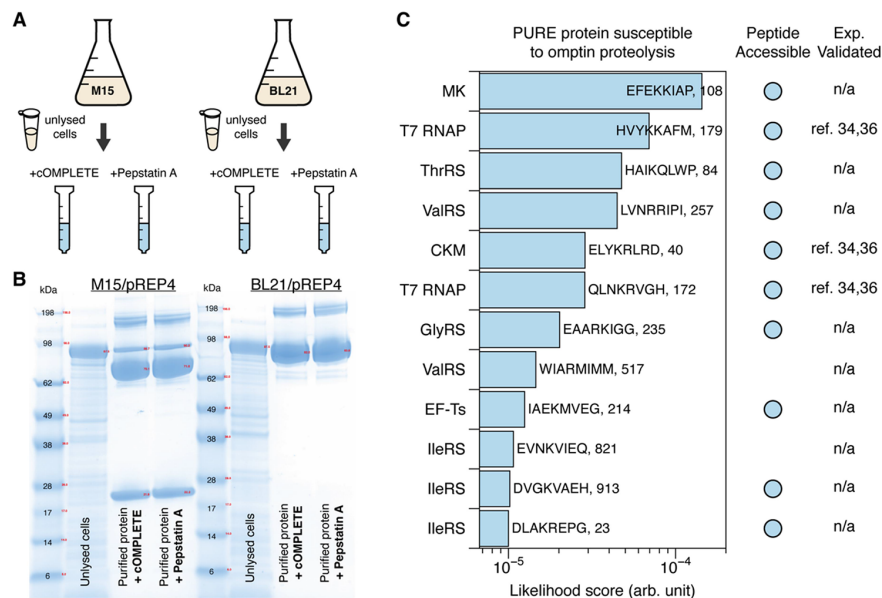 A
M15
unlysed
cells
+cOMPLETE
+Pepstatin A
BL21
unlysed
cells
+cOMPLETE
+Pepstatin A
B
M15/pREP4
BL21/pREP4
kDa
198
98
62
49
38
28
17
14
6
Unlysed cells
Purified protein
+ cOMPLETE
Purified protein
+ Pepstatin A
kDa
198
98
62
49
38
28
17
14
6
Unlysed cells
Purified protein
+ cOMPLETE
Purified protein
+ Pepstatin A
C
PURE protein susceptible
to omptin proteolysis
Peptide
Accessible
Exp.
Validated
MK EFEKKIAP, 108 n/a
T7 RNAP HVYKKAFM, 179 ref. 34,36
ThrRS HAIKQLWP, 84 n/a
ValRS LVNRRIPI, 257 n/a
CKM ELYKRLRD, 40 ref. 34,36
T7 RNAP QLNKRVGH, 172 ref. 34,36
GlyRS EAARKIGG, 235 n/a
ValRS WIARMIMM, 517 n/a
EF-Ts IAEKMVEG, 214 n/a
IleRS EVNKVIEQ, 821 n/a
IleRS DVGKVAEH, 913 n/a
IleRS DLAKREPG, 23 n/a
10⁻⁵ 10⁻⁴
Likelihood score (arb. unit)